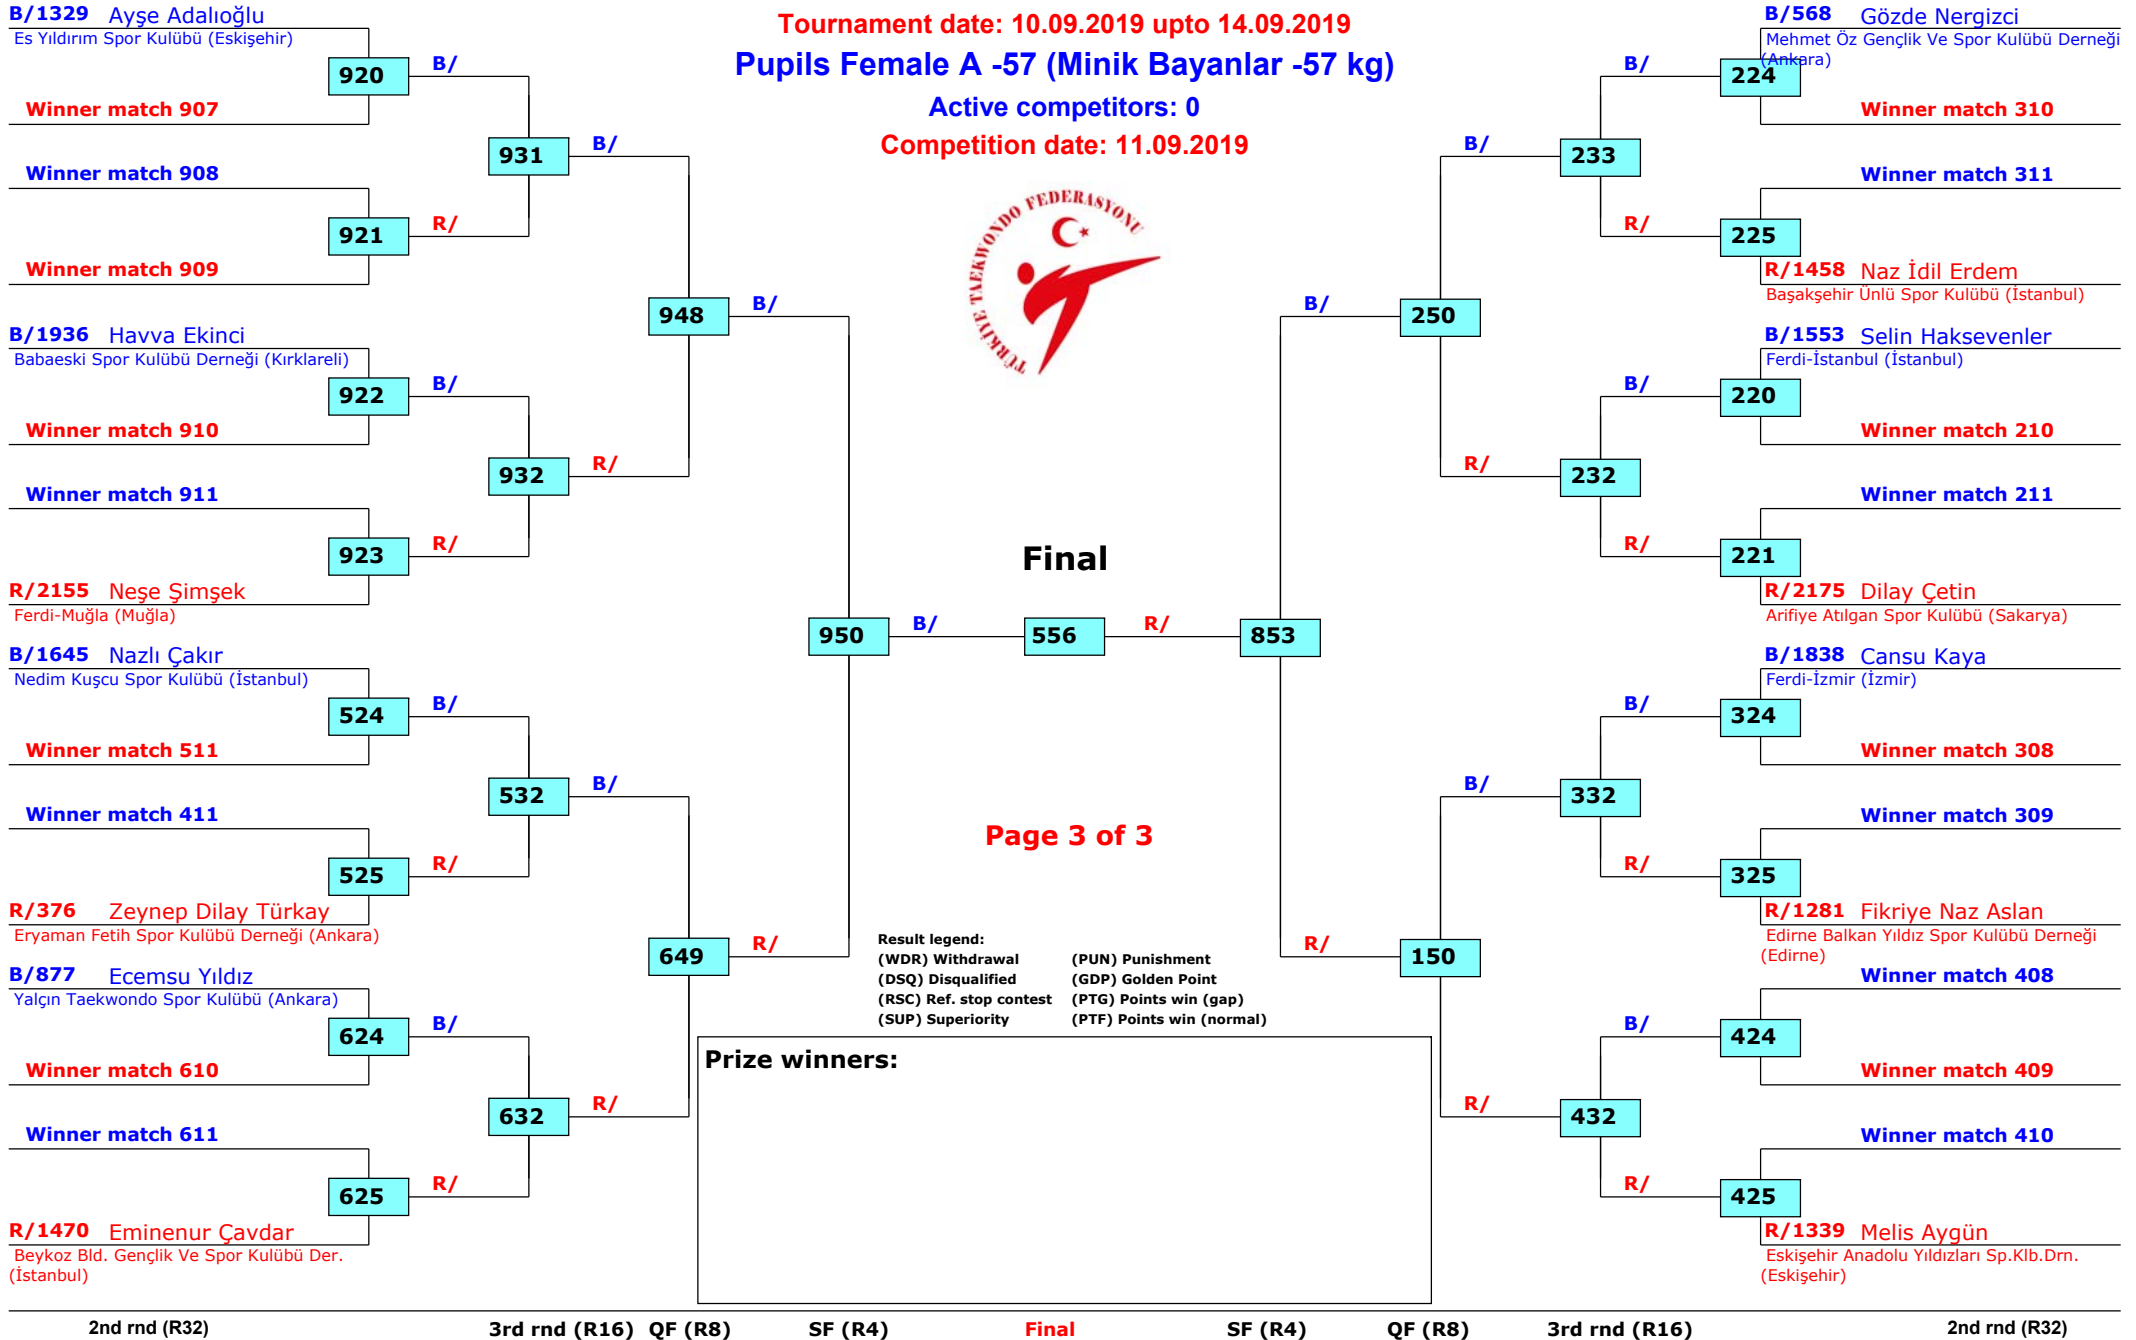 Tournament date: 10.09.2019 upto 14.09.2019
Pupils Female A -57 (Minik Bayanlar -57 kg)
Active competitors: 0
Competition date: 11.09.2019
TÜRKİYE TAEKWONDO FEDERASYONU
B/1329 Ayşe Adalıoğlu
Es Yıldırım Spor Kulübü (Eskişehir)
920
B/
Winner match 907
931
B/
Winner match 908
921
R/
Winner match 909
948
B/
B/1936 Havva Ekinci
Babaeski Spor Kulübü Derneği (Kırklareli)
922
B/
Winner match 910
932
R/
Winner match 911
923
R/
R/2155 Neşe Şimşek
Ferdi-Muğla (Muğla)
950
B/
B/1645 Nazlı Çakır
Nedim Kuşcu Spor Kulübü (İstanbul)
524
B/
Winner match 511
532
B/
Winner match 411
525
R/
R/376 Zeynep Dilay Türkay
Eryaman Fetih Spor Kulübü Derneği (Ankara)
649
R/
B/877 Ecemsu Yıldız
Yalçın Taekwondo Spor Kulübü (Ankara)
624
B/
Winner match 610
632
R/
Winner match 611
625
R/
R/1470 Eminenur Çavdar
Beykoz Bld. Gençlik Ve Spor Kulübü Der.
(İstanbul)
Final
556
R/
853
Page 3 of 3
Result legend:
(WDR) Withdrawal (PUN) Punishment
(DSQ) Disqualified (GDP) Golden Point
(RSC) Ref. stop contest (PTG) Points win (gap)
(SUP) Superiority (PTF) Points win (normal)
Prize winners:
B/568 Gözde Nergizci
Mehmet Öz Gençlik Ve Spor Kulübü Derneği
(Ankara)
B/
224
Winner match 310
B/
233
Winner match 311
R/
225
R/1458 Naz İdil Erdem
Başakşehir Ünlü Spor Kulübü (İstanbul)
B/
250
B/1553 Selin Haksevenler
Ferdi-İstanbul (İstanbul)
B/
220
Winner match 210
R/
232
Winner match 211
R/
221
R/2175 Dilay Çetin
Arifiye Atılgan Spor Kulübü (Sakarya)
B/1838 Cansu Kaya
Ferdi-İzmir (İzmir)
B/
324
Winner match 308
B/
332
Winner match 309
R/
325
R/1281 Fikriye Naz Aslan
Edirne Balkan Yıldız Spor Kulübü Derneği
(Edirne)
R/
150
Winner match 408
B/
424
Winner match 409
R/
432
Winner match 410
R/
425
R/1339 Melis Aygün
Eskişehir Anadolu Yıldızları Sp.Klb.Drn.
(Eskişehir)
2nd rnd (R32) 3rd rnd (R16) QF (R8) SF (R4) Final SF (R4) QF (R8) 3rd rnd (R16) 2nd rnd (R32)